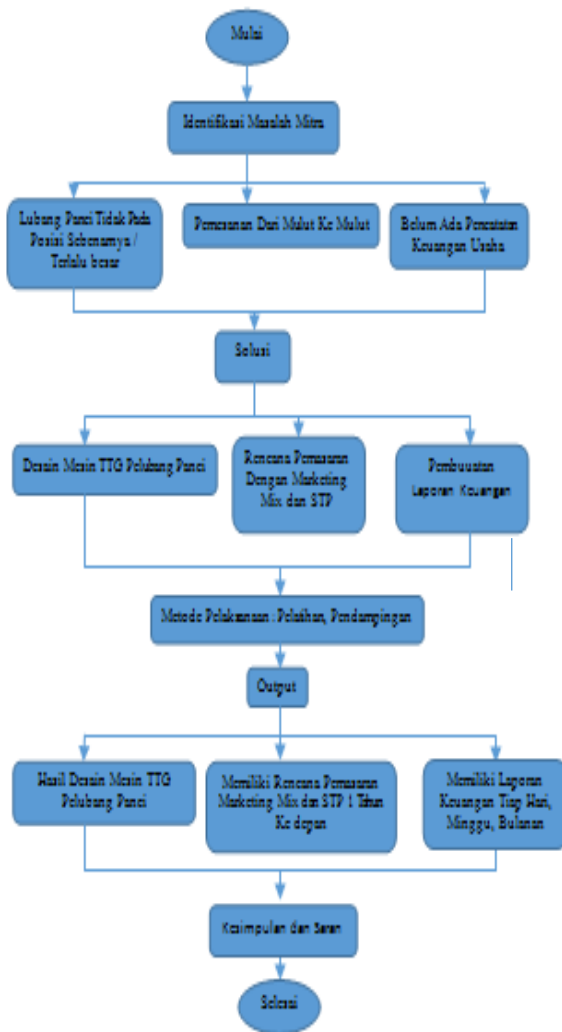 Mulai
Identifikasi Masalah Mitra
Lubang Panci Tidak Pada
Posisi Sebenarnya /
Terlalu besar
Pemesanan Dari Mulut Ke Mulut
Belum Ada Pencatatan
Keuangan Usaha
Solusi
Desain Mesin TTG Pelubang Panci
Rencana Pemasaran
Dengan Marketing
Mix dan STP
Pembuuatan
Laporan Keuangan
Metode Pelaksanaan : Pelatihan, Pendampingan
Output
Hasil Desain Mesin TTG
Pelubang Panci
Memiliki Rencana Pemasaran
Marketing Mix dan STP 1 Tahun
Ke depan
Memiliki Laporan
Keuangan Tiap Hari,
Minggu, Bulanan
Kesimpulan dan Saran
Selesai